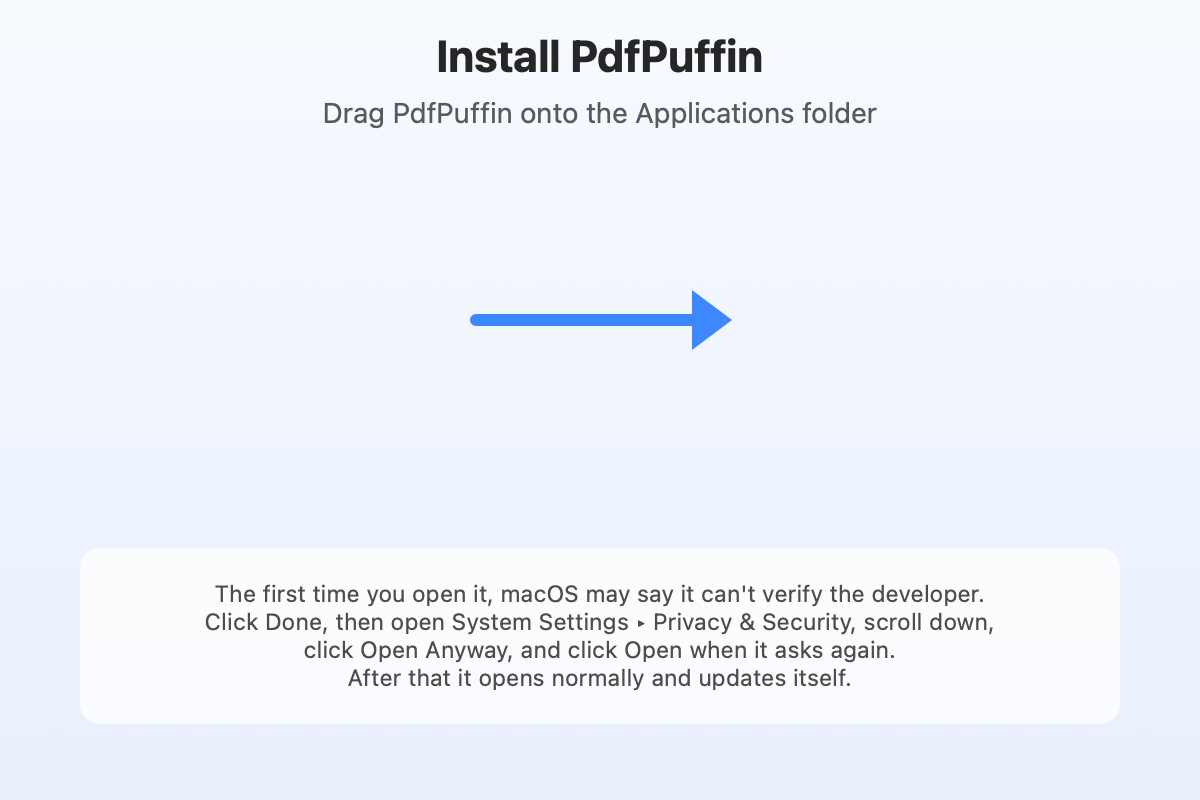 Install PdfPuffin
Drag PdfPuffin onto the Applications folder
The first time you open it, macOS may say it can't verify the developer.
Click Done, then open System Settings ▸ Privacy & Security, scroll down,
click Open Anyway, and click Open when it asks again.
After that it opens normally and updates itself.